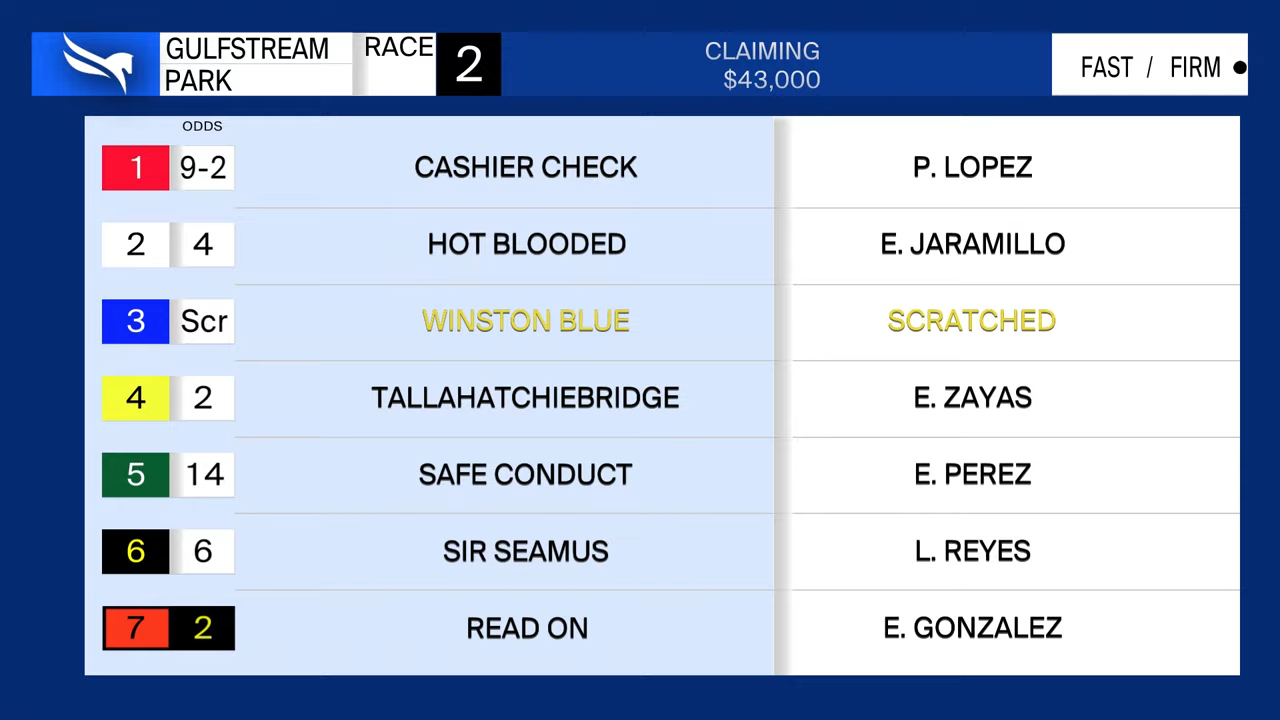 GULFSTREAM PARK RACE 2 CLAIMING $43,000 FAST / FIRM
ODDS
1 9-2 CASHIER CHECK P. LOPEZ
2 4 HOT BLOODED E. JARAMILLO
3 Scr WINSTON BLUE SCRATCHED
4 2 TALLAHATCHIEBRIDGE E. ZAYAS
5 14 SAFE CONDUCT E. PEREZ
6 6 SIR SEAMUS L. REYES
7 2 READ ON E. GONZALEZ